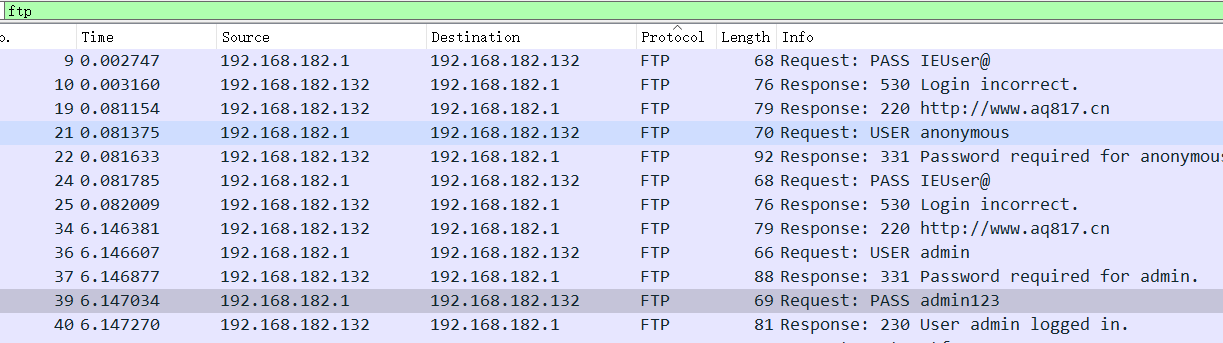 ftp
o. Time Source Destination Protocol Length Info
9 0.002747 192.168.182.1 192.168.182.132 FTP 68 Request: PASS IEUser@
10 0.003160 192.168.182.132 192.168.182.1 FTP 76 Response: 530 Login incorrect.
19 0.081154 192.168.182.132 192.168.182.1 FTP 79 Response: 220 http://www.aq817.cn
21 0.081375 192.168.182.1 192.168.182.132 FTP 70 Request: USER anonymous
22 0.081633 192.168.182.132 192.168.182.1 FTP 92 Response: 331 Password required for anonymous
24 0.081785 192.168.182.1 192.168.182.132 FTP 68 Request: PASS IEUser@
25 0.082009 192.168.182.132 192.168.182.1 FTP 76 Response: 530 Login incorrect.
34 6.146381 192.168.182.132 192.168.182.1 FTP 79 Response: 220 http://www.aq817.cn
36 6.146607 192.168.182.1 192.168.182.132 FTP 66 Request: USER admin
37 6.146877 192.168.182.132 192.168.182.1 FTP 88 Response: 331 Password required for admin.
39 6.147034 192.168.182.1 192.168.182.132 FTP 69 Request: PASS admin123
40 6.147270 192.168.182.132 192.168.182.1 FTP 81 Response: 230 User admin logged in.